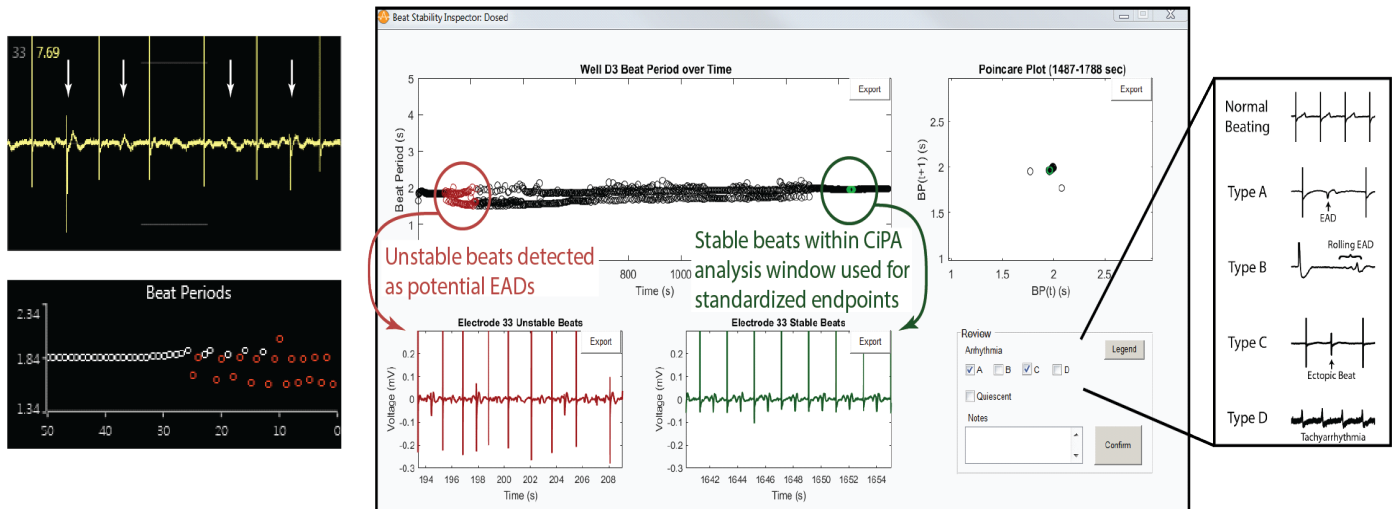 33 7.69
Beat Periods
2.34
1.84
1.34
50 40 30 20 10 0
Beat Stability Inspector: Dosed
Well D3 Beat Period over Time
Export
5
4
3
2
1
Beat Period (s)
800 1000
Time (s)
Unstable beats detected
as potential EADs
Stable beats within CiPA
analysis window used for
standardized endpoints
Poincare Plot (1487-1788 sec)
Export
2.5
2
1.5
1
BP(t+1) (s)
1 1.5 2 2.5
BP(t) (s)
Electrode 33 Unstable Beats
Export
0.2
0.1
0
-0.1
-0.2
-0.3
Voltage (mV)
194 196 198 200 202 204 206 208
Time (s)
Electrode 33 Stable Beats
Export
0.2
0.1
0
-0.1
-0.2
-0.3
Voltage (mV)
1642 1644 1646 1648 1650 1652 1654
Time (s)
Review
Arrhythmia
Legend
A B C D
Quiescent
Notes
Confirm
Normal
Beating
Type A
EAD
Rolling EAD
Type B
Type C
Ectopic Beat
Type D
Tachyarrhythmia